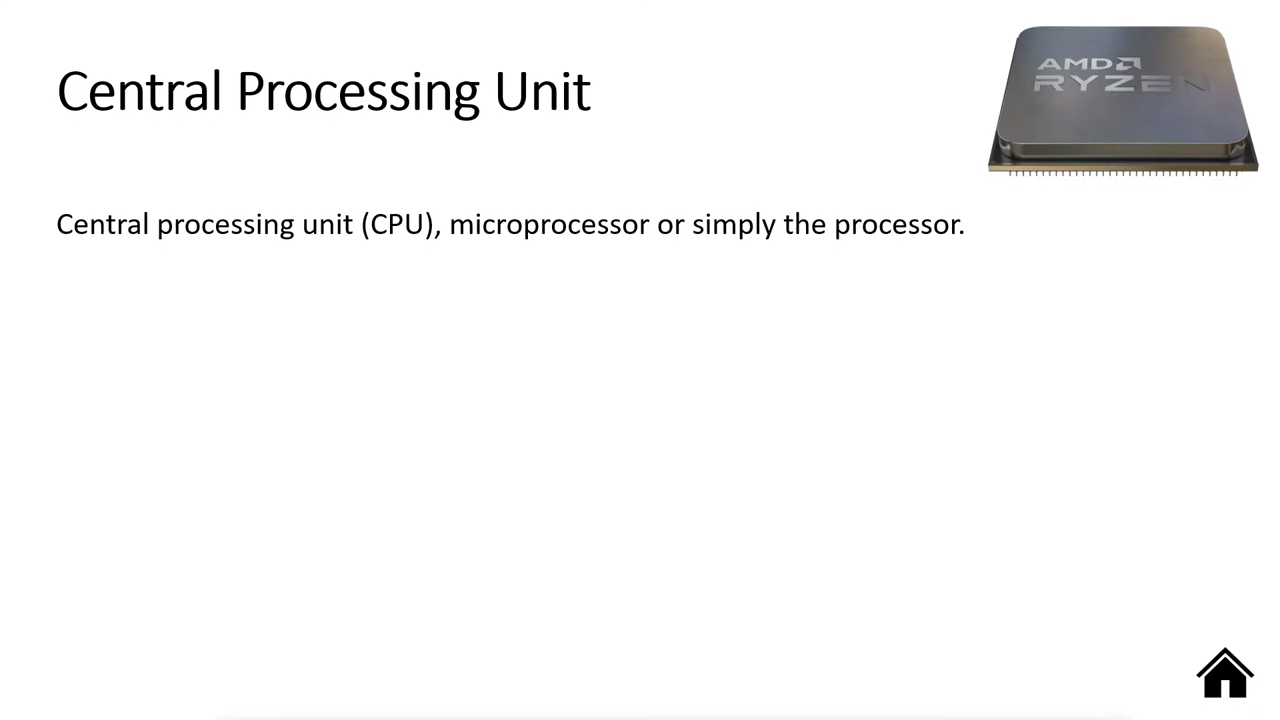 Central Processing Unit
AMD
RYZEN
Central processing unit (CPU), microprocessor or simply the processor.